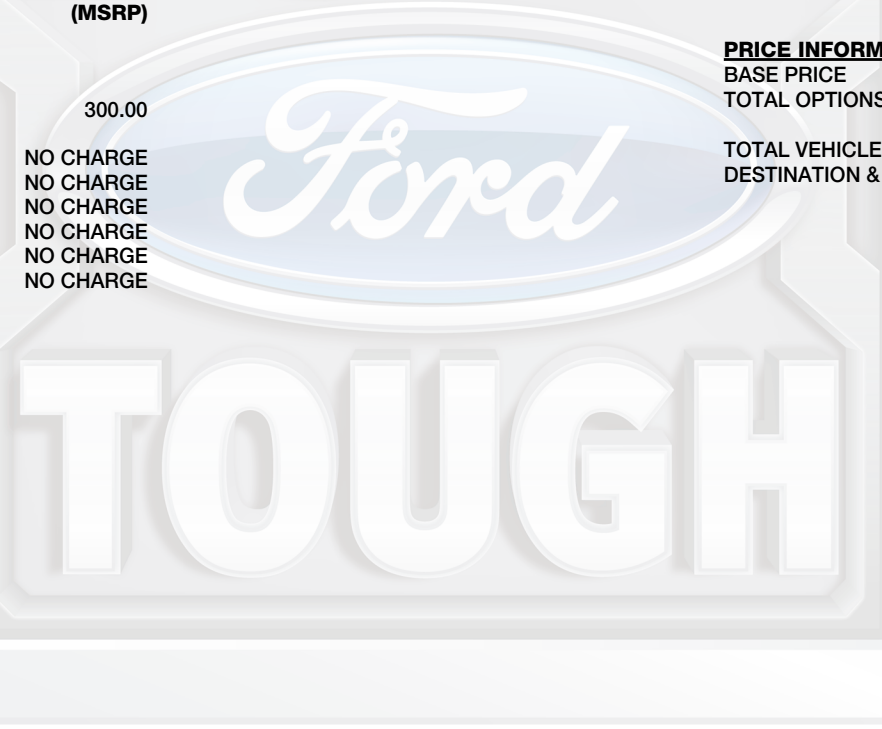 (MSRP)
300.00
NO CHARGE
NO CHARGE
NO CHARGE
NO CHARGE
NO CHARGE
NO CHARGE
PRICE INFORM
BASE PRICE
TOTAL OPTIONS
TOTAL VEHICLE
DESTINATION &
Ford
TOUGH